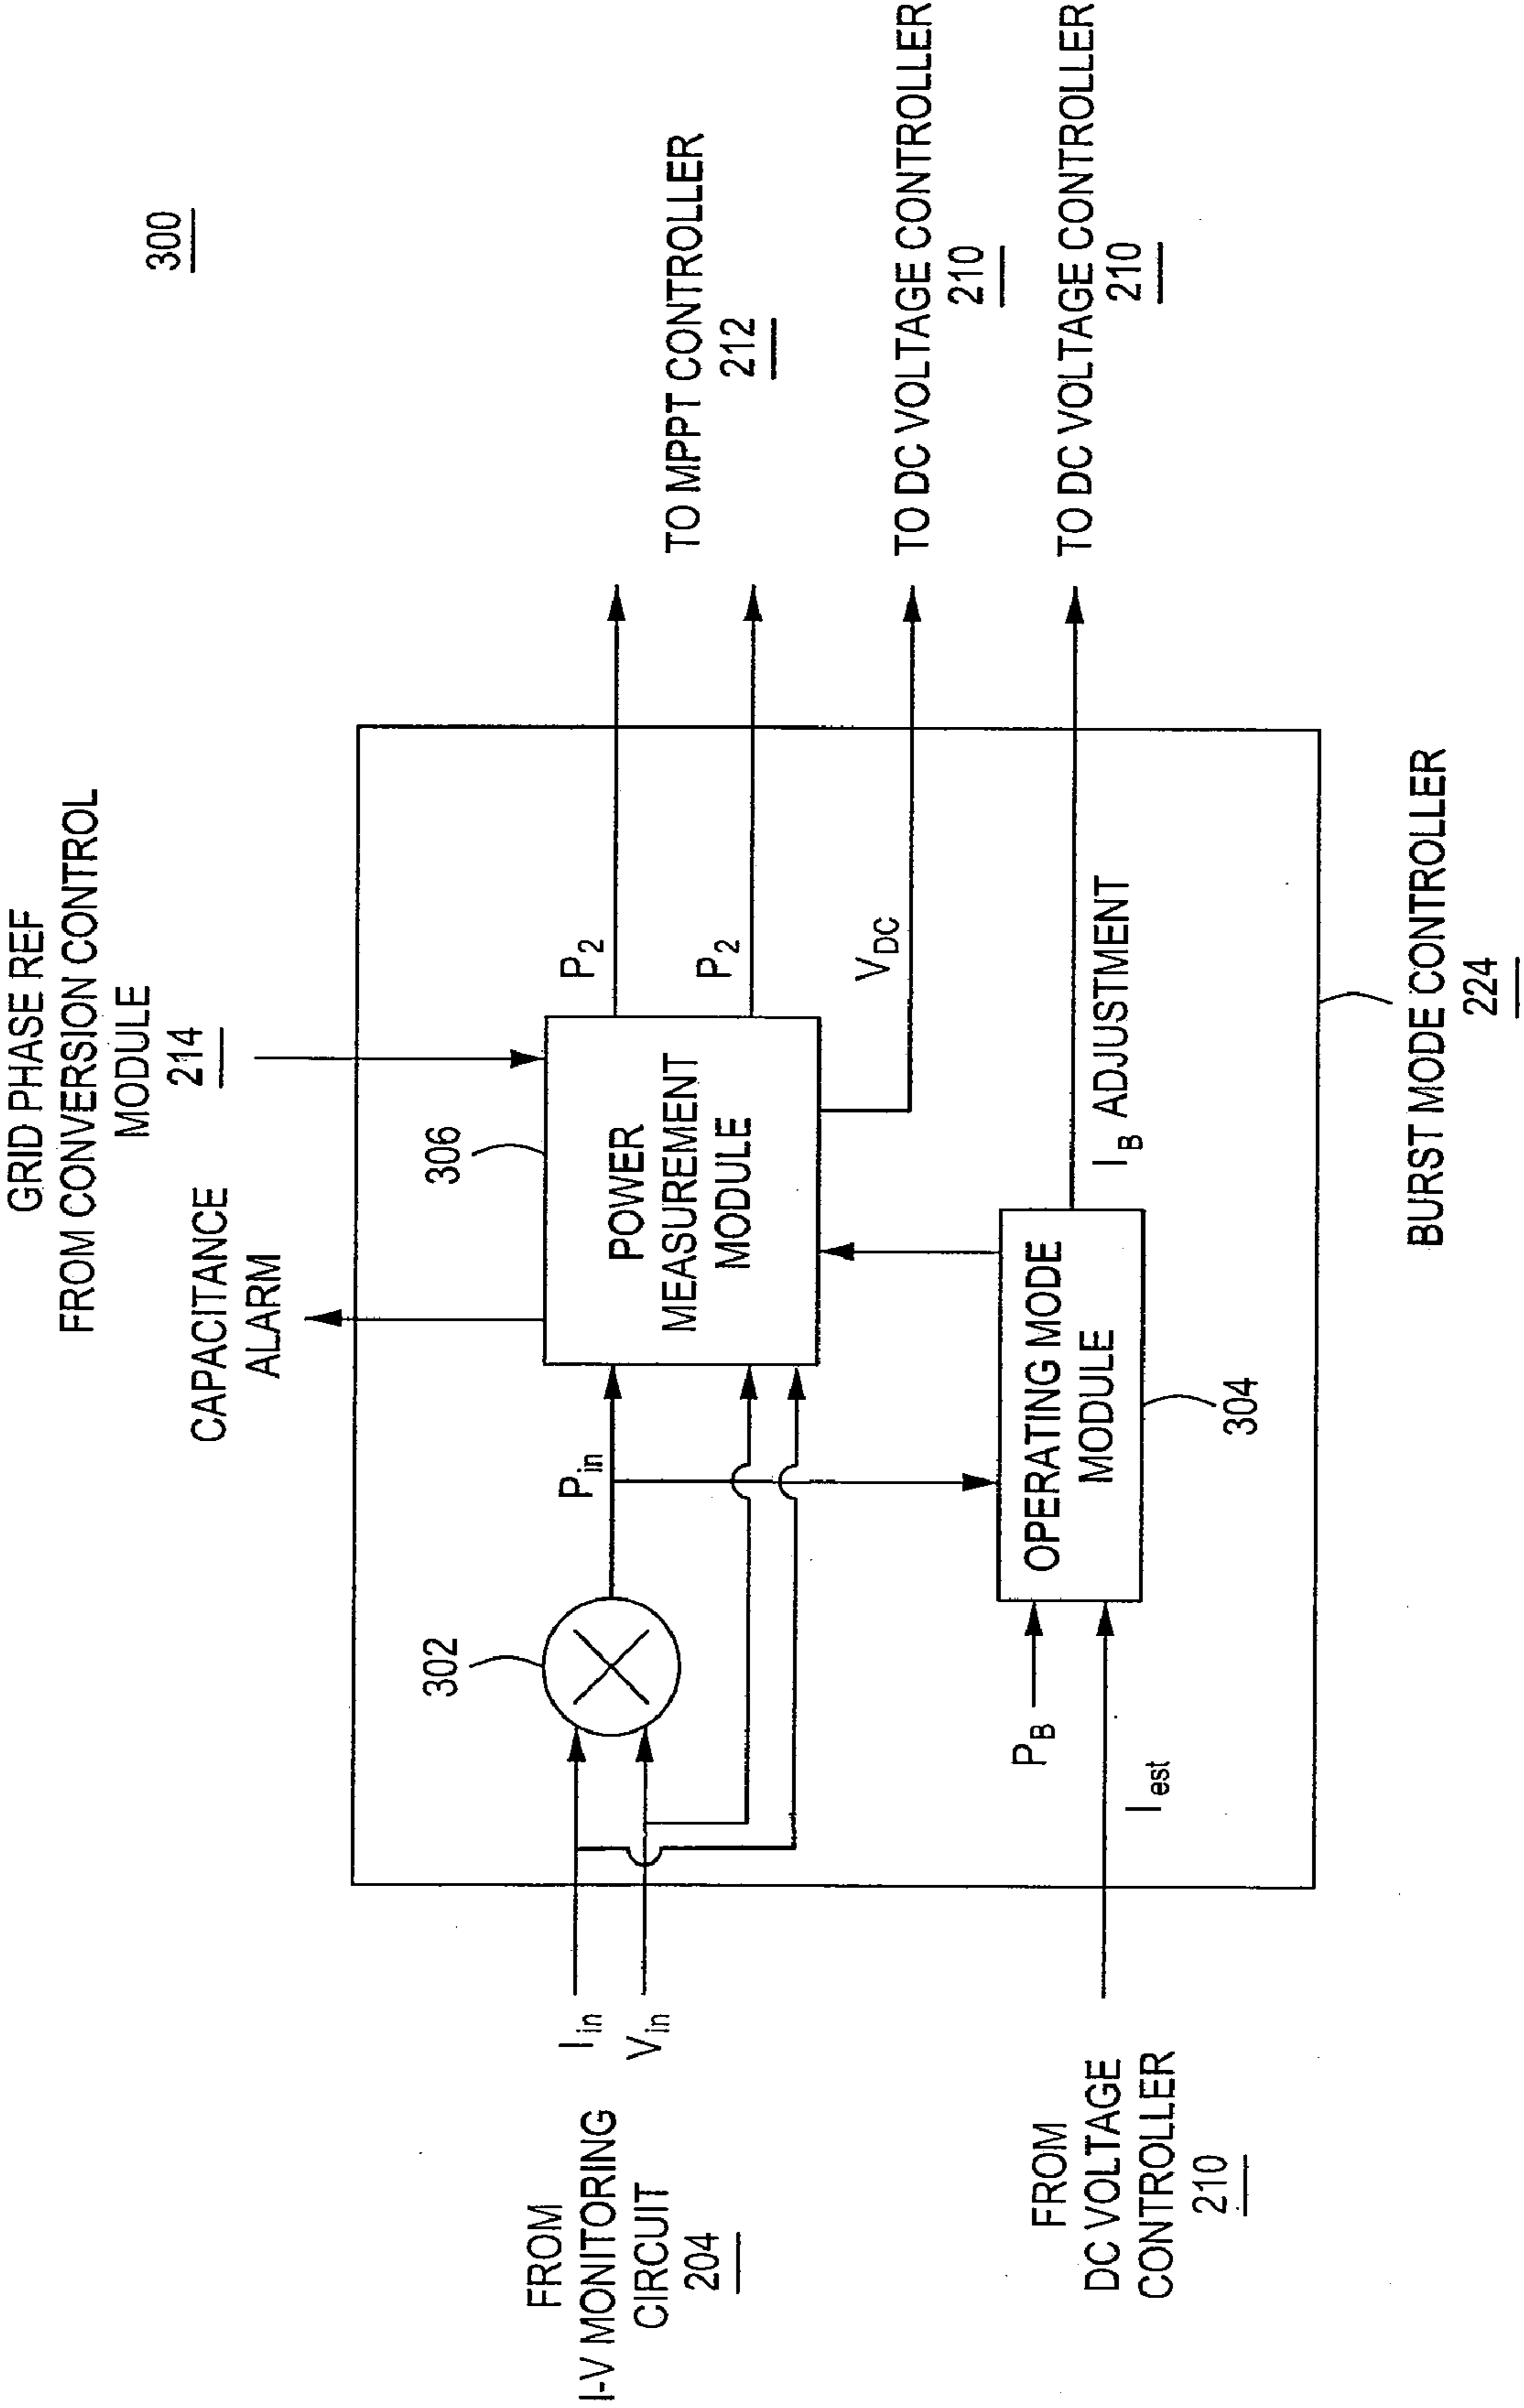 300
GRID PHASE REF
FROM CONVERSION CONTROL
MODULE
214
CAPACITANCE
ALARM
306
302
POWER
MEASUREMENT
MODULE
P2
P2
VDC
Pin
TO MPPT CONTROLLER
212
TO DC VOLTAGE CONTROLLER
210
TO DC VOLTAGE CONTROLLER
210
FROM
I-V MONITORING
CIRCUIT
204
Iin
Vin
OPERATING MODE
MODULE
304
PB
Iest
IB ADJUSTMENT
FROM
DC VOLTAGE
CONTROLLER
210
BURST MODE CONTROLLER
224